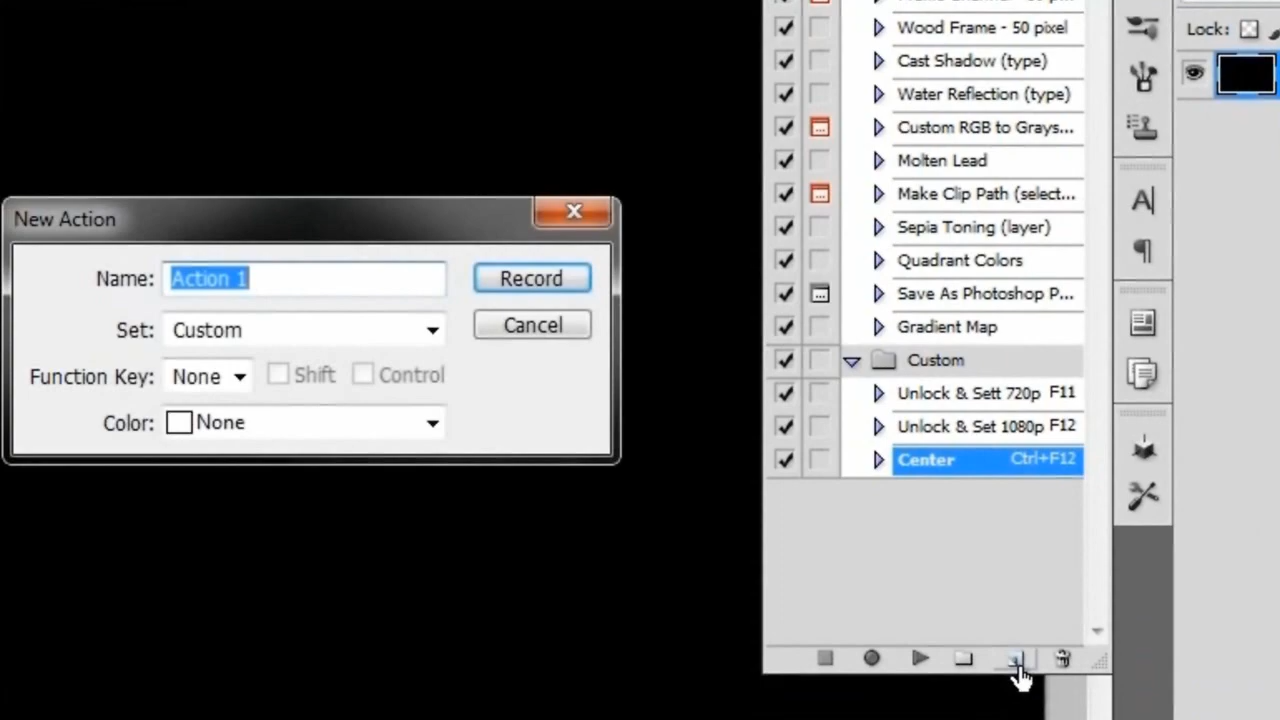 Wood Frame - 50 pixel
Lock:
Cast Shadow (type)
Water Reflection (type)
Custom RGB to Grays...
Molten Lead
Make Clip Path (select...
Sepia Toning (layer)
Quadrant Colors
Save As Photoshop P...
Gradient Map
Custom
Unlock & Sett 720p F11
Unlock & Set 1080p F12
Center Ctrl+F12
New Action
Name: Action 1 Record
Set: Custom Cancel
Function Key: None Shift Control
Color: None